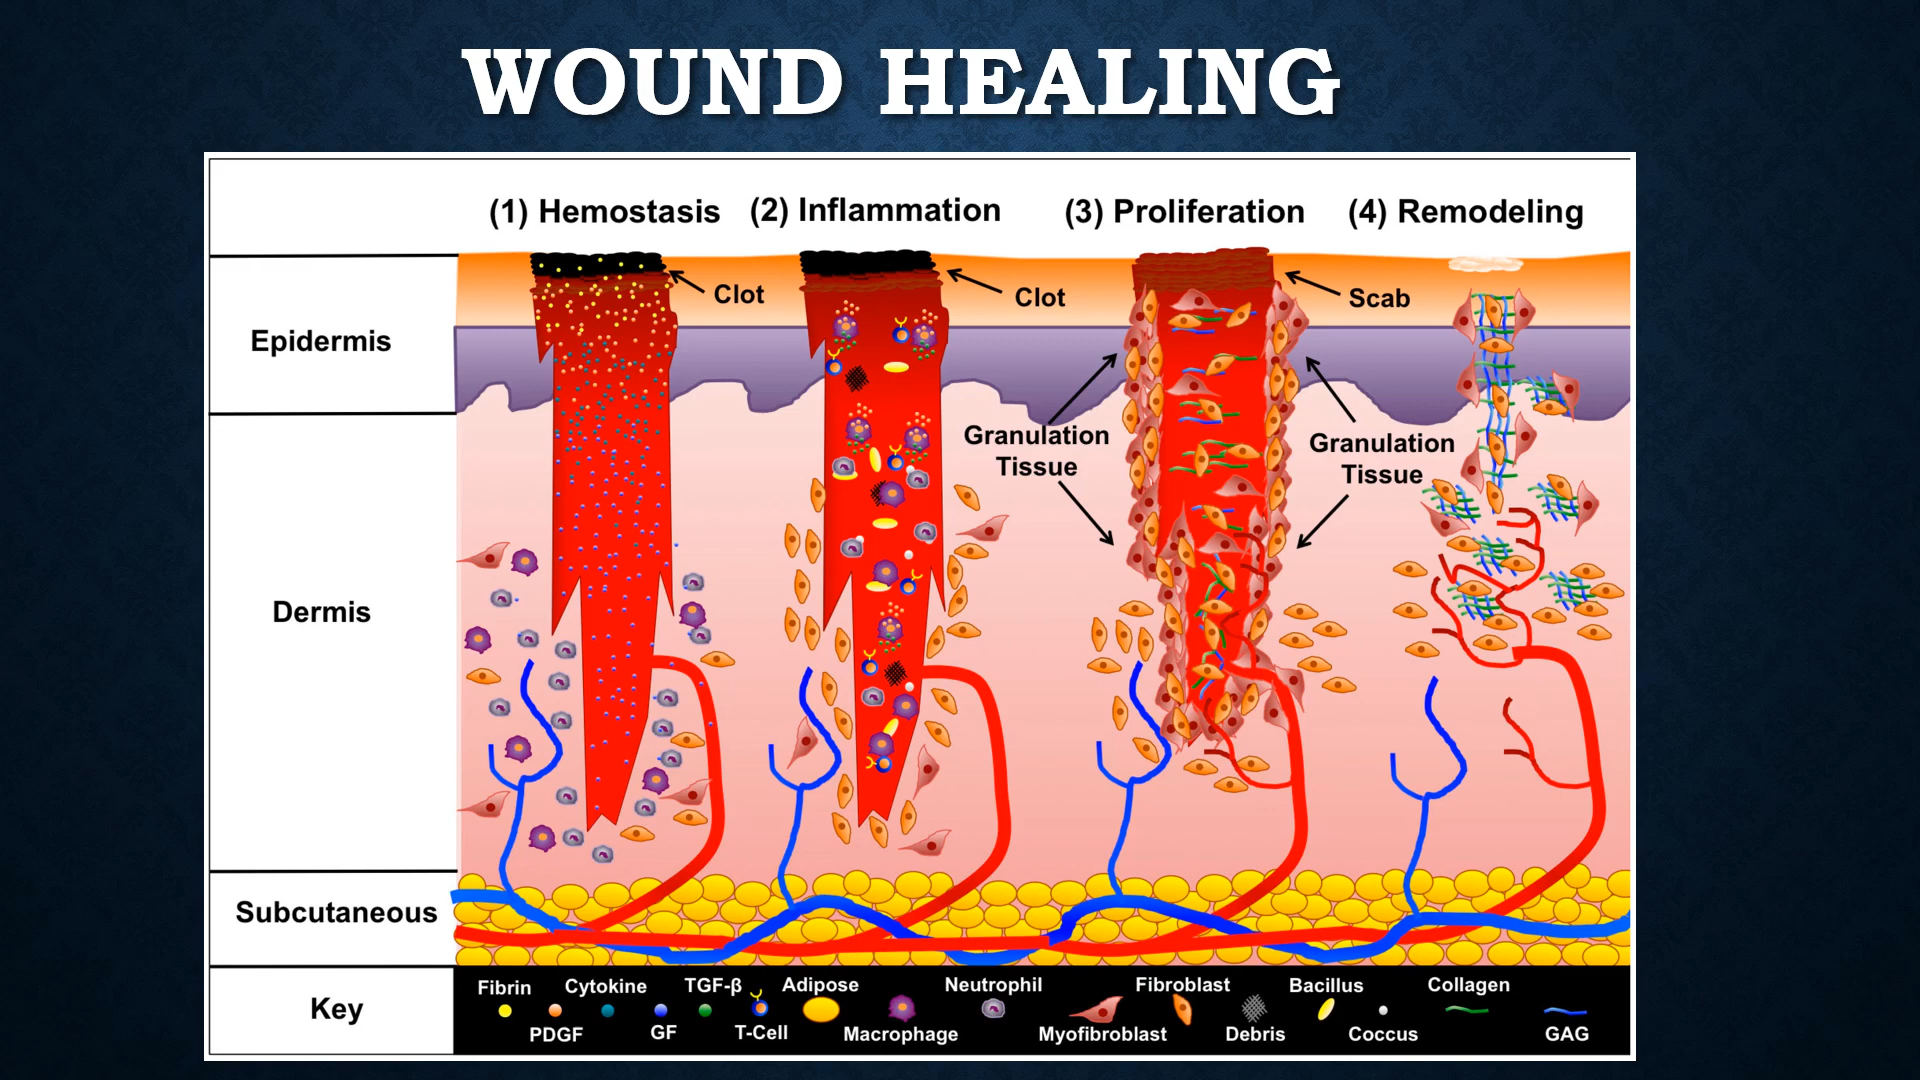 WOUND HEALING
(1) Hemostasis
(2) Inflammation
(3) Proliferation
(4) Remodeling
Clot
Clot
Scab
Epidermis
Granulation
Tissue
Granulation
Tissue
Dermis
Subcutaneous
Key
Fibrin
Cytokine
TGF-β
Adipose
Neutrophil
Fibroblast
Bacillus
Collagen
PDGF
GF
T-Cell
Macrophage
Myofibroblast
Debris
Coccus
GAG